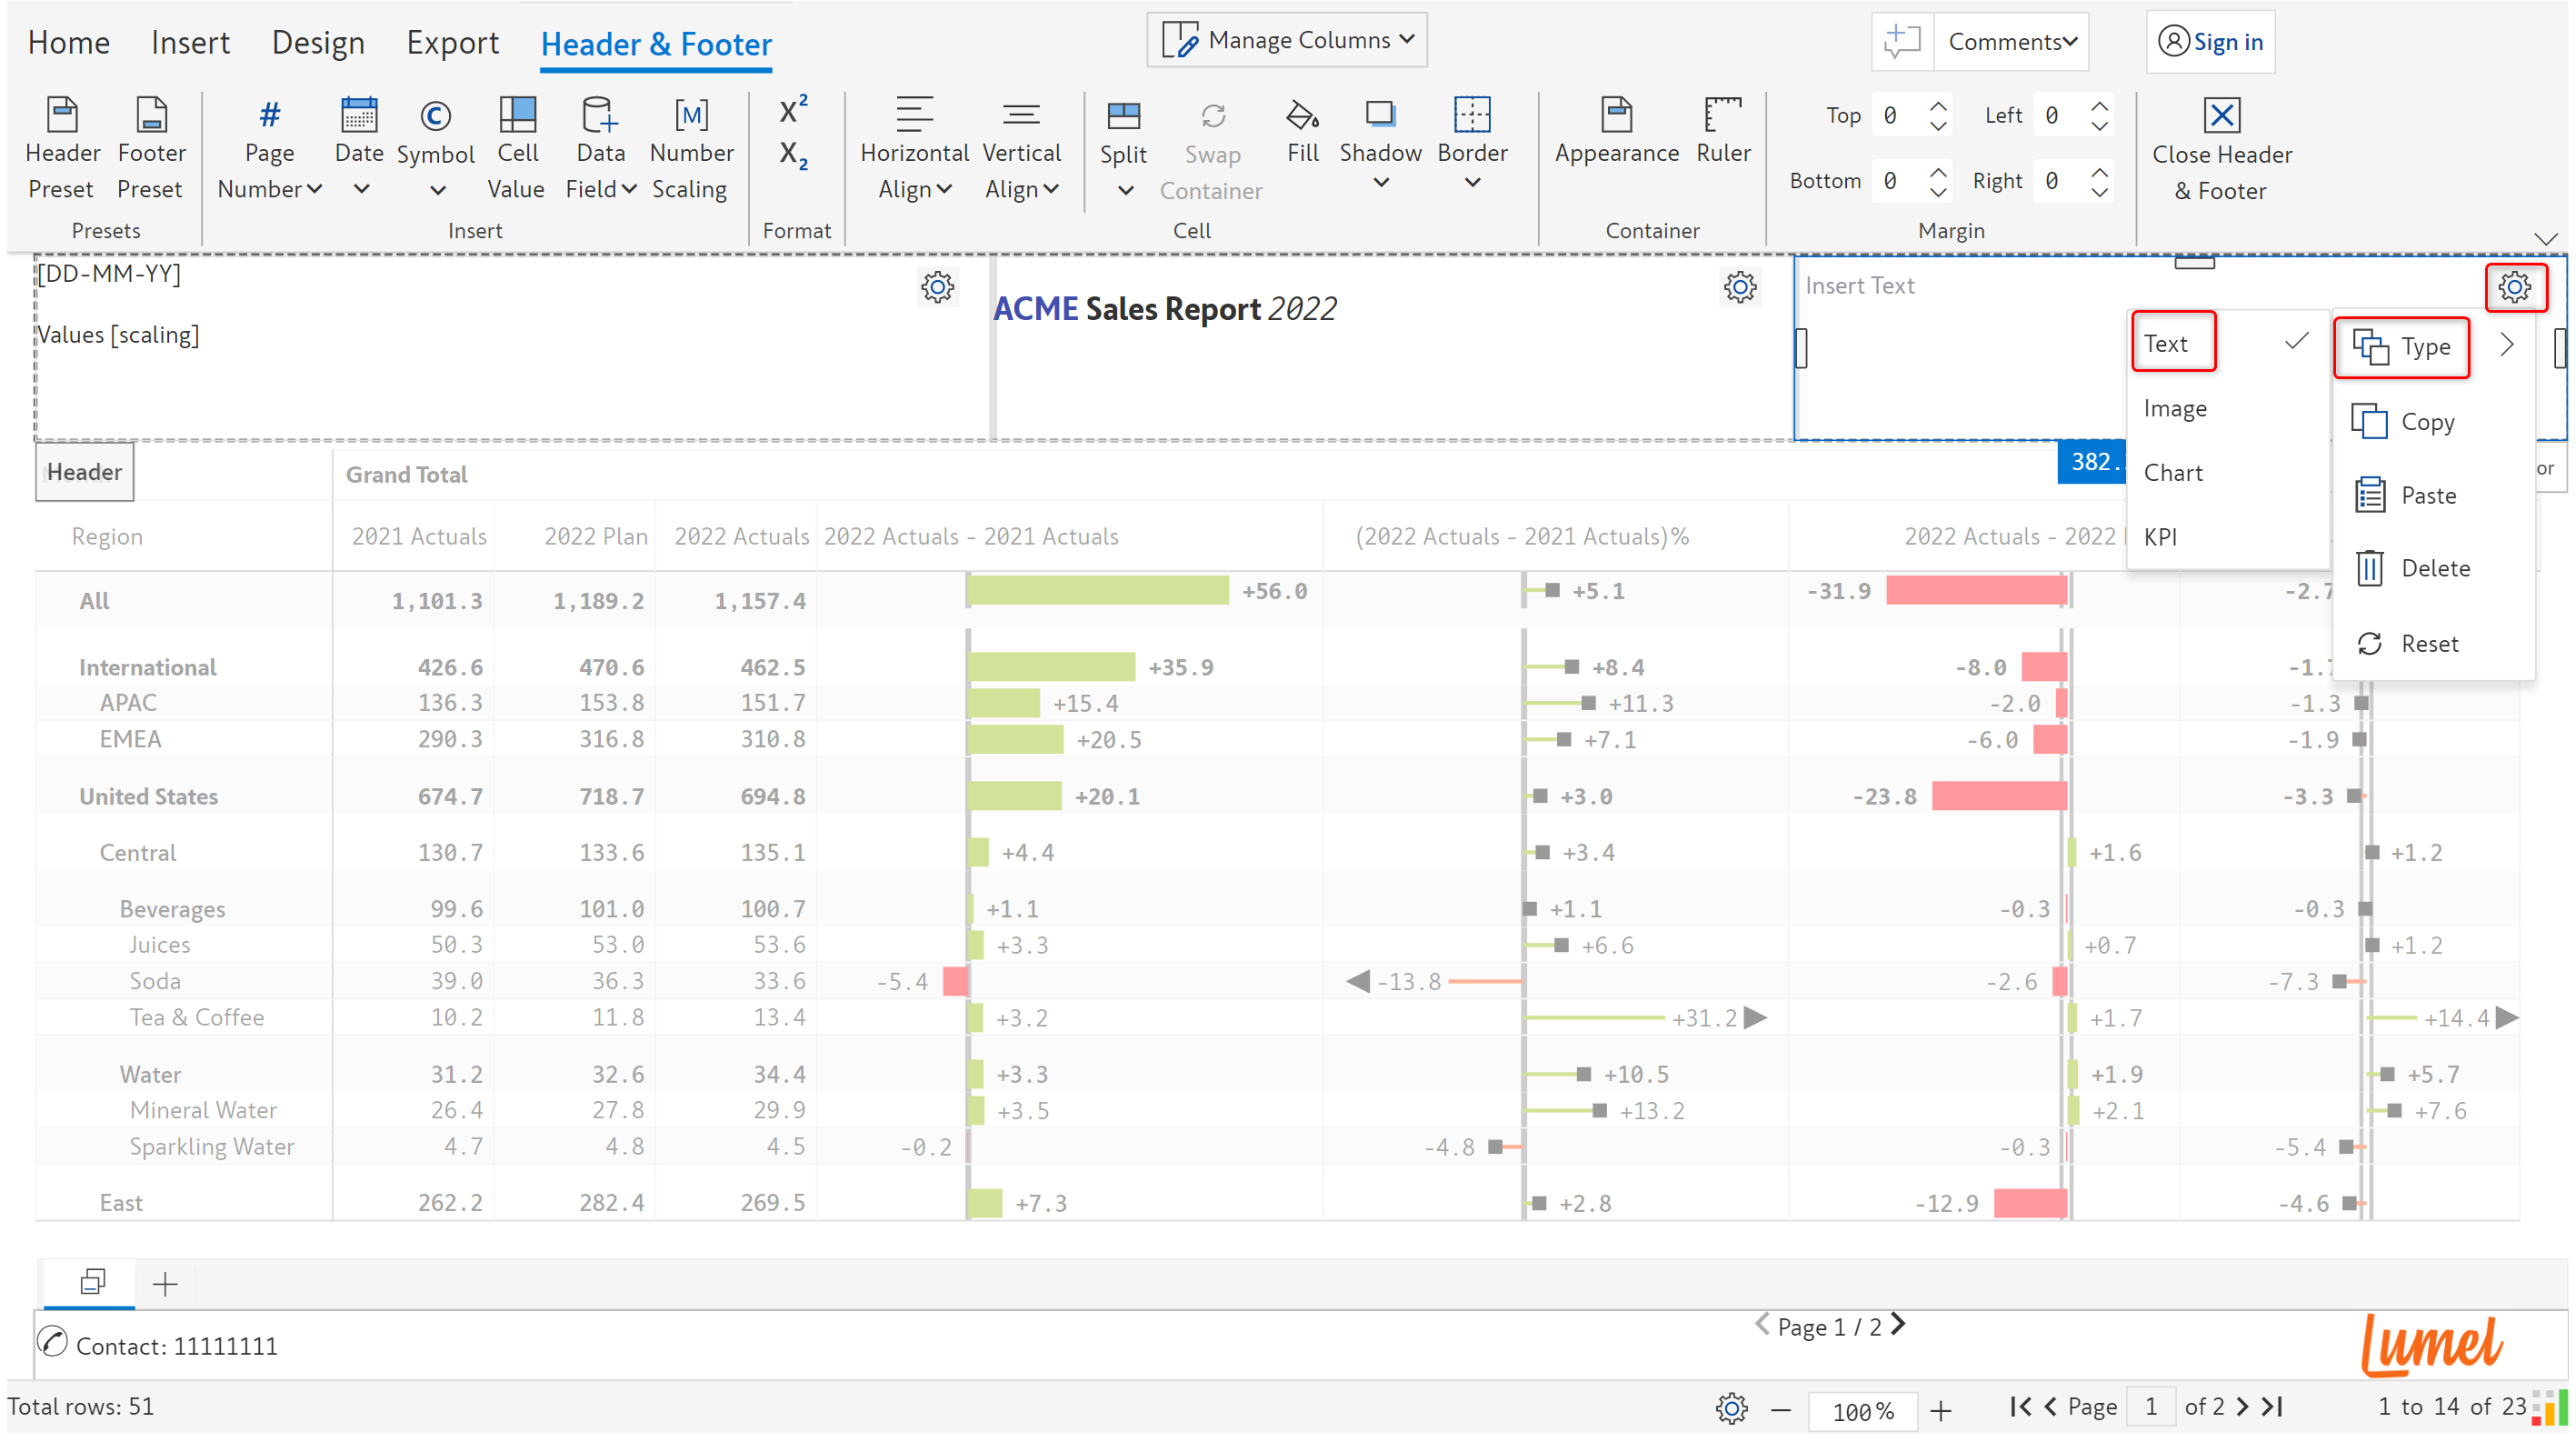 Home Insert Design Export Header & Footer Manage Columns Comments Sign in
Header Preset Footer Preset # Page Number Date Symbol Cell Value Data Field [M] Number Scaling X² X₂ Horizontal Align Vertical Align Split Swap Container Fill Shadow Border Appearance Ruler Top 0 Left 0 Bottom 0 Right 0 Close Header & Footer
Presets Insert Format Cell Container Margin
[DD-MM-YY]
Values [scaling]
ACME Sales Report 2022
Insert Text
Text
Image
Chart
KPI
Type
Copy
Paste
Delete
Reset
Header Grand Total 382.
Region 2021 Actuals 2022 Plan 2022 Actuals 2022 Actuals - 2021 Actuals (2022 Actuals - 2021 Actuals)% 2022 Actuals - 2022
All 1,101.3 1,189.2 1,157.4 +56.0 +5.1 -31.9 -2.7
International 426.6 470.6 462.5 +35.9 +8.4 -8.0 -1.7
APAC 136.3 153.8 151.7 +15.4 +11.3 -2.0 -1.3
EMEA 290.3 316.8 310.8 +20.5 +7.1 -6.0 -1.9
United States 674.7 718.7 694.8 +20.1 +3.0 -23.8 -3.3
Central 130.7 133.6 135.1 +4.4 +3.4 +1.6 +1.2
Beverages 99.6 101.0 100.7 +1.1 +1.1 -0.3 -0.3
Juices 50.3 53.0 53.6 +3.3 +6.6 +0.7 +1.2
Soda 39.0 36.3 33.6 -5.4 -13.8 -2.6 -7.3
Tea & Coffee 10.2 11.8 13.4 +3.2 +31.2 +1.7 +14.4
Water 31.2 32.6 34.4 +3.3 +10.5 +1.9 +5.7
Mineral Water 26.4 27.8 29.9 +3.5 +13.2 +2.1 +7.6
Sparkling Water 4.7 4.8 4.5 -0.2 -4.8 -0.3 -5.4
East 262.2 282.4 269.5 +7.3 +2.8 -12.9 -4.6
Contact: 11111111 Page 1 / 2 Lumel
Total rows: 51 100% Page 1 of 2 1 to 14 of 23